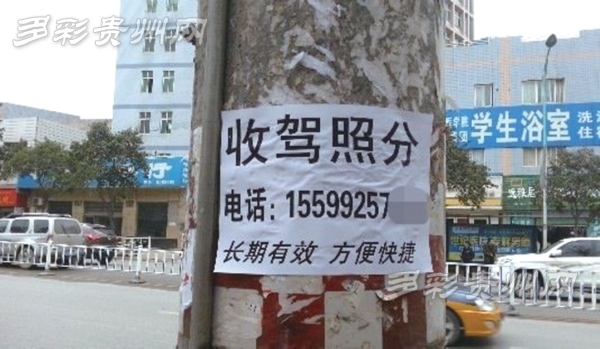 多彩贵州网
收驾照分
电话：15599257
长期有效 方便快捷
学生浴室
多彩贵州网